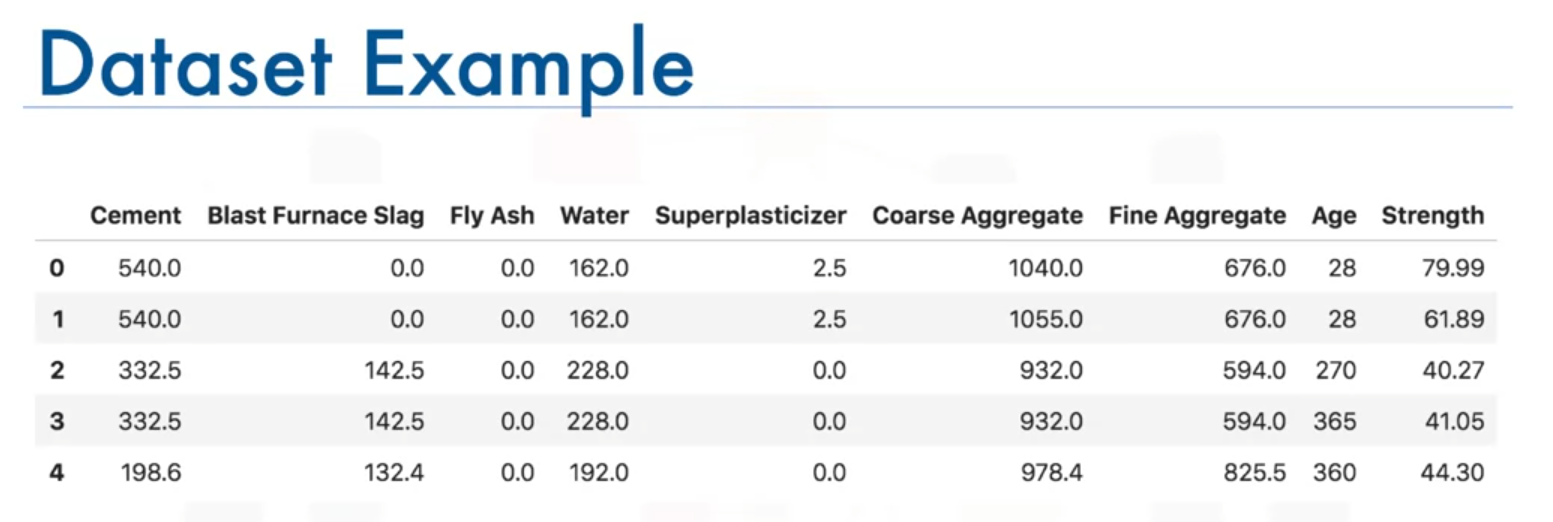 Dataset Example
Cement Blast Furnace Slag Fly Ash Water Superplasticizer Coarse Aggregate Fine Aggregate Age Strength
0 540.0 0.0 0.0 162.0 2.5 1040.0 676.0 28 79.99
1 540.0 0.0 0.0 162.0 2.5 1055.0 676.0 28 61.89
2 332.5 142.5 0.0 228.0 0.0 932.0 594.0 270 40.27
3 332.5 142.5 0.0 228.0 0.0 932.0 594.0 365 41.05
4 198.6 132.4 0.0 192.0 0.0 978.4 825.5 360 44.30